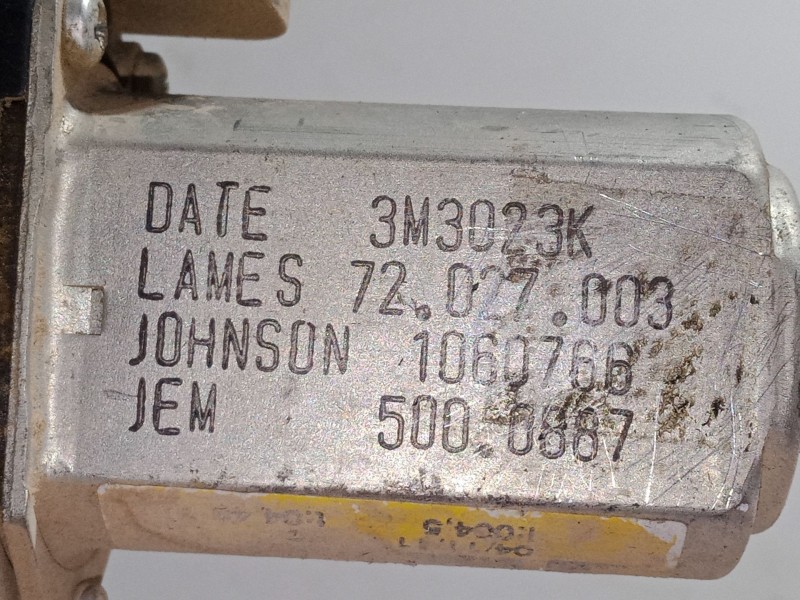 DATE 3M3023K
LAMES 72.027.003
JOHNSON 1060766
JEM 500.0887